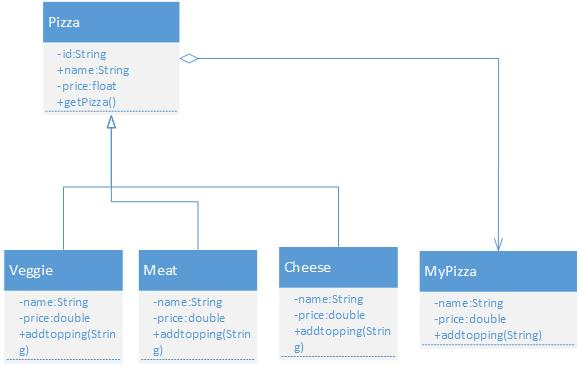 Pizza
-id:String
+name:String
-price:float
+getPizza()
Veggie
-name:String
-price:double
+addtopping(Strin
g)
Meat
-name:String
-price:double
+addtopping(Strin
g)
Cheese
-name:String
-price:double
+addtopping(Strin
g)
MyPizza
-name:String
-price:double
+addtopping(String)